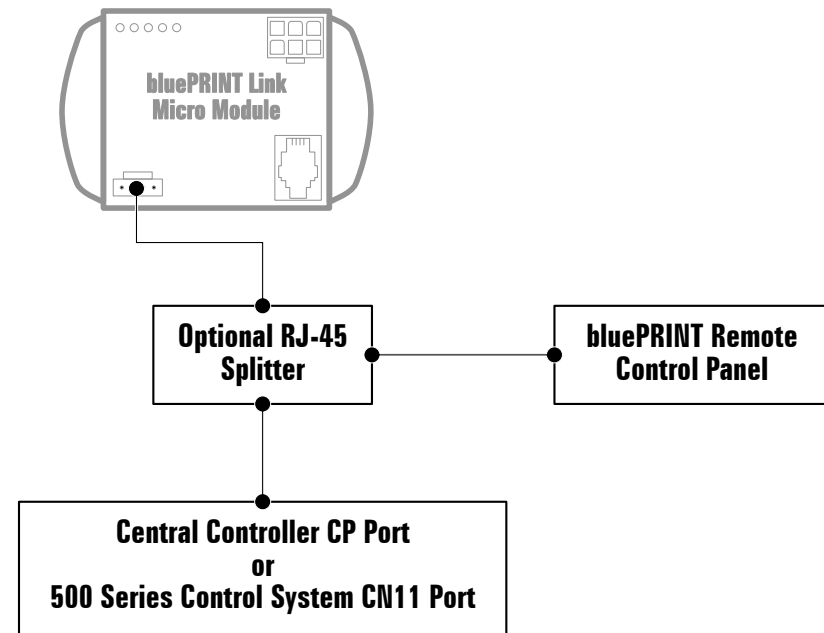 bluePRINT Link
Micro Module
Optional RJ-45
Splitter
bluePRINT Remote
Control Panel
Central Controller CP Port
or
500 Series Control System CN11 Port